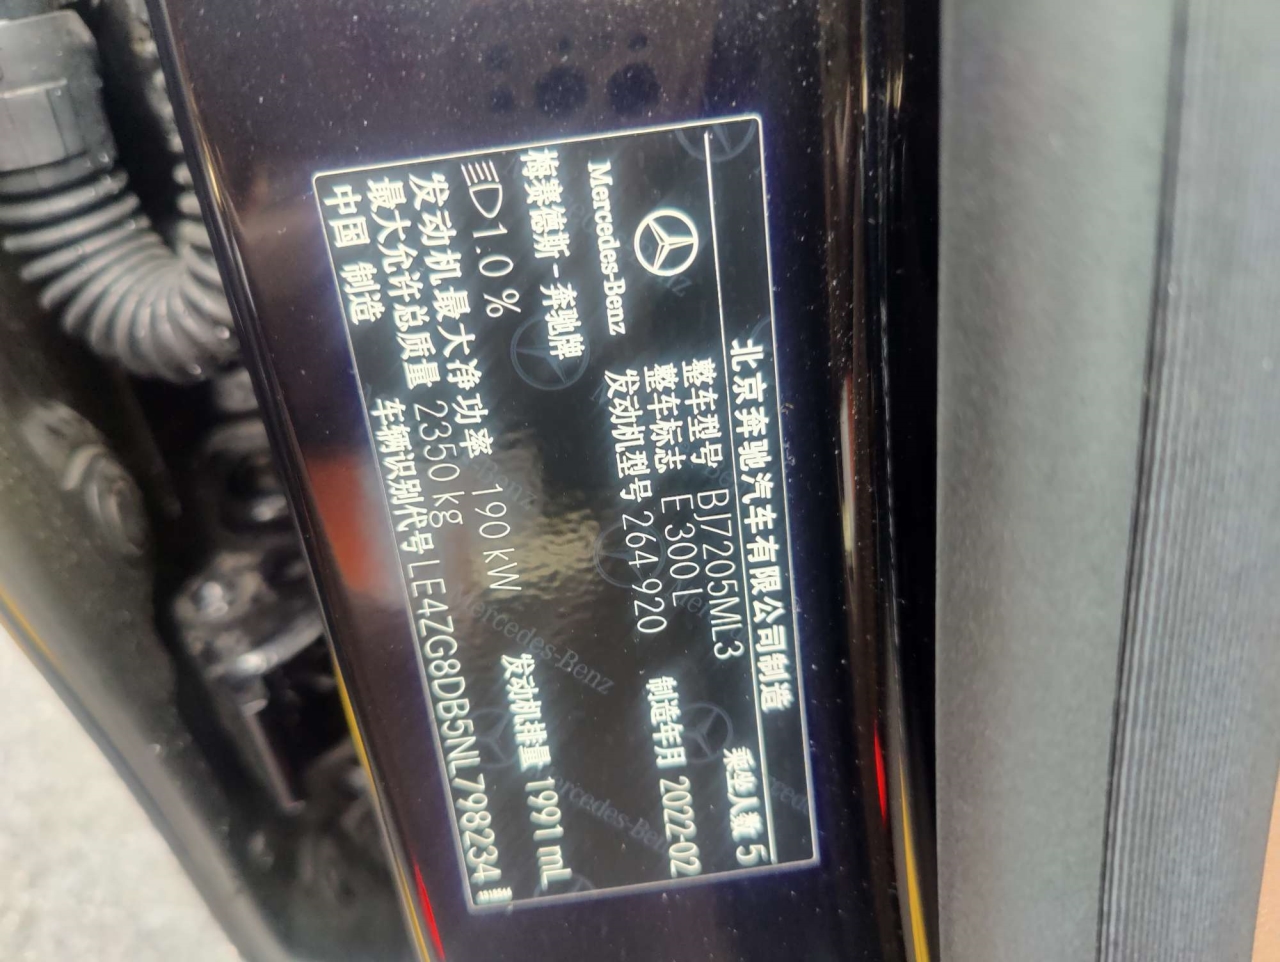 北京奔驰汽车有限公司制造
Mercedes-Benz
整车型号 BJ7205ML3
乘坐人数 5
整车标志 E 300 L
制造年月 2022-02
发动机型号 264 920
梅赛德斯-奔驰牌
1.0 %
发动机排量 1991 mL
发动机最大净功率 190 kW
最大允许总质量 2350 kg
中国 制造
车辆识别代号 LE4ZG8DB5NL798234